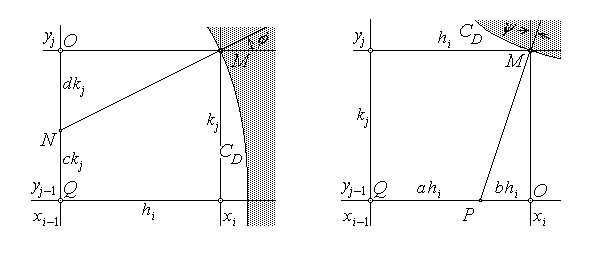 y_j O M ϕ
dk_j
N k_j
ck_j C_D
y_{j-1} Q
x_{i-1} h_i x_i
y_j h_i C_D ψ
M
k_j
y_{j-1} Q ah_i bh_i O
x_{i-1} P x_i